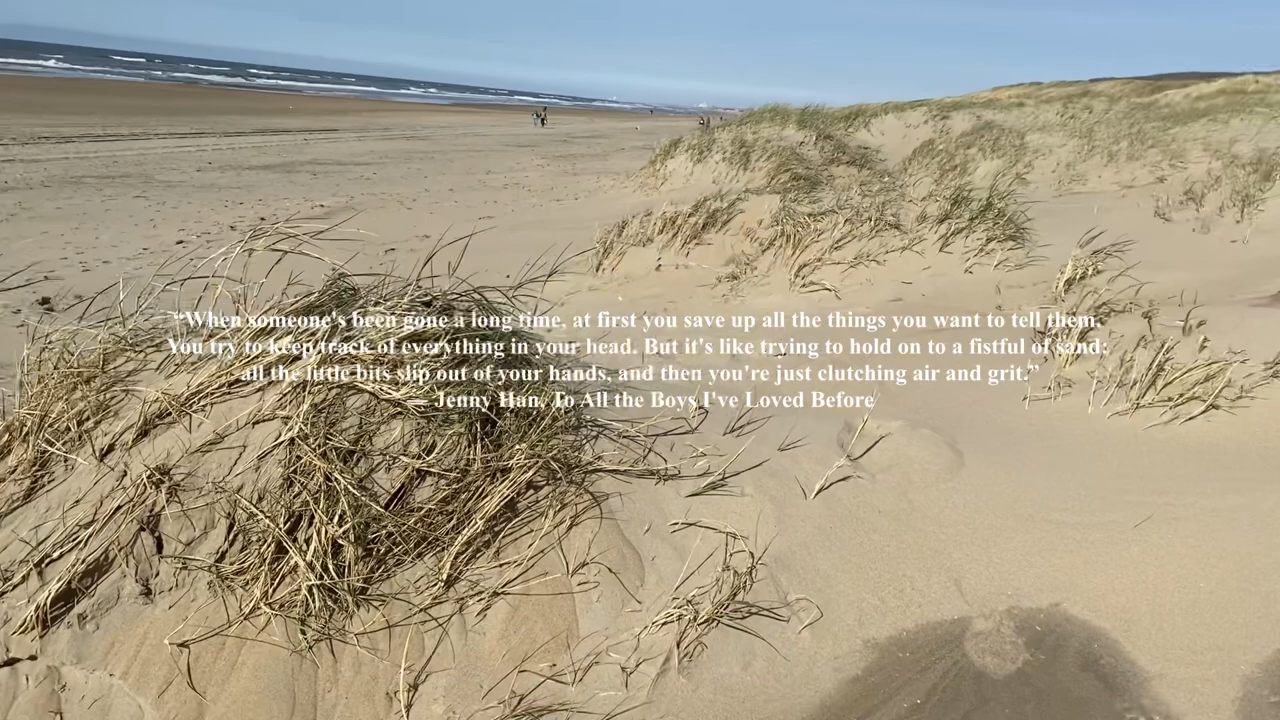 “When someone's been gone a long time, at first you save up all the things you want to tell them.
You try to keep track of everything in your head. But it's like trying to hold on to a fistful of sand:
all the little bits slip out of your hands, and then you're just clutching air and grit.”
― Jenny Han, To All the Boys I've Loved Before